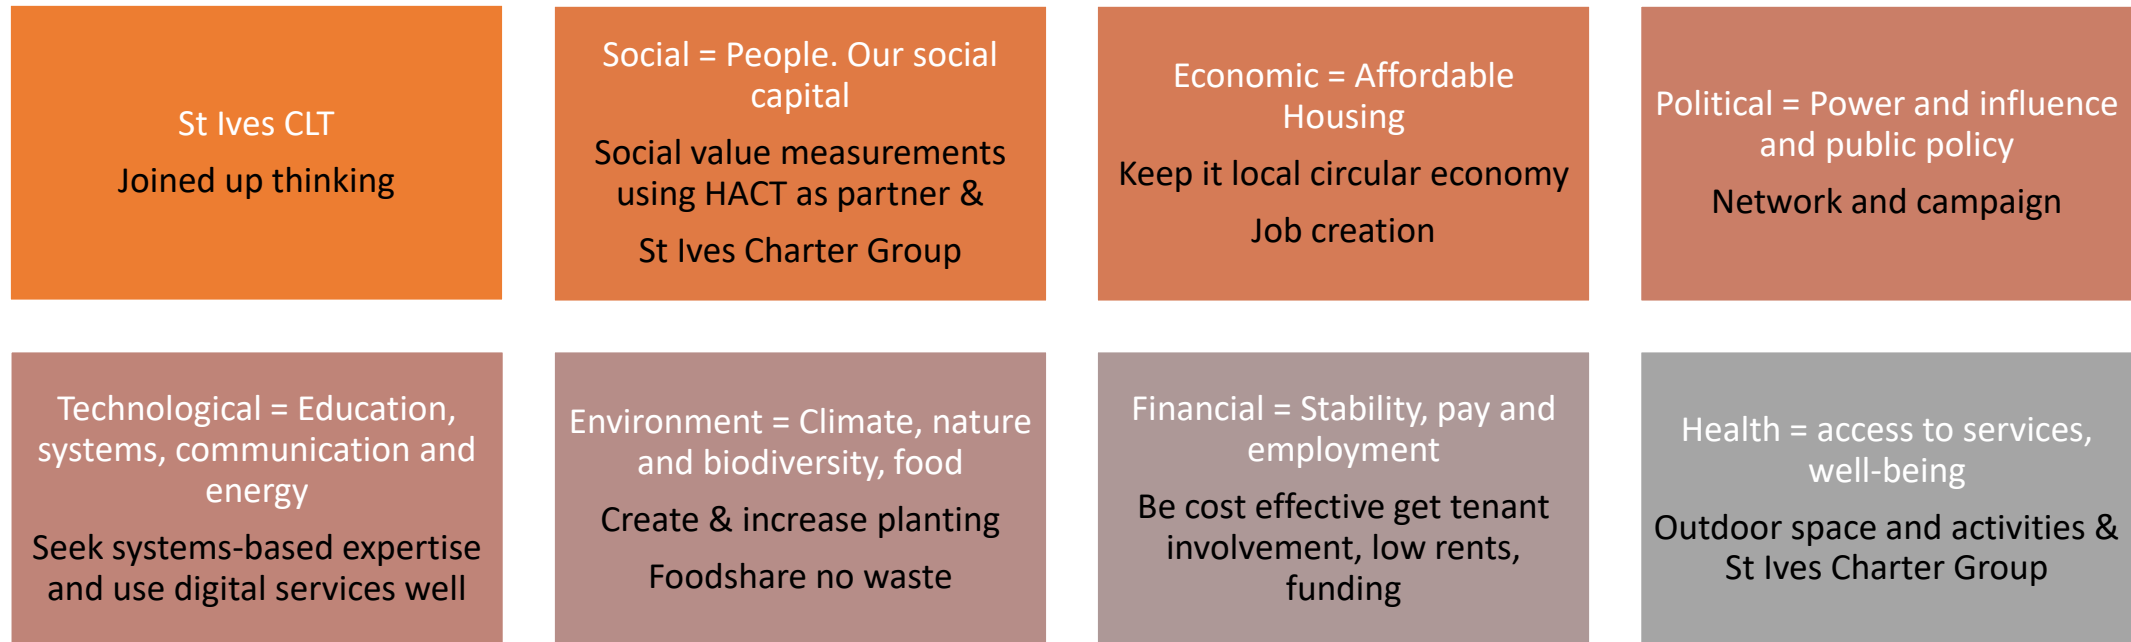 St Ives CLT
Joined up thinking
Social = People. Our social
capital
Social value measurements
using HACT as partner &
St Ives Charter Group
Economic = Affordable
Housing
Keep it local circular economy
Job creation
Political = Power and influence
and public policy
Network and campaign
Technological = Education,
systems, communication and
energy
Seek systems-based expertise
and use digital services well
Environment = Climate, nature
and biodiversity, food
Create & increase planting
Foodshare no waste
Financial = Stability, pay and
employment
Be cost effective get tenant
involvement, low rents,
funding
Health = access to services,
well-being
Outdoor space and activities &
St Ives Charter Group